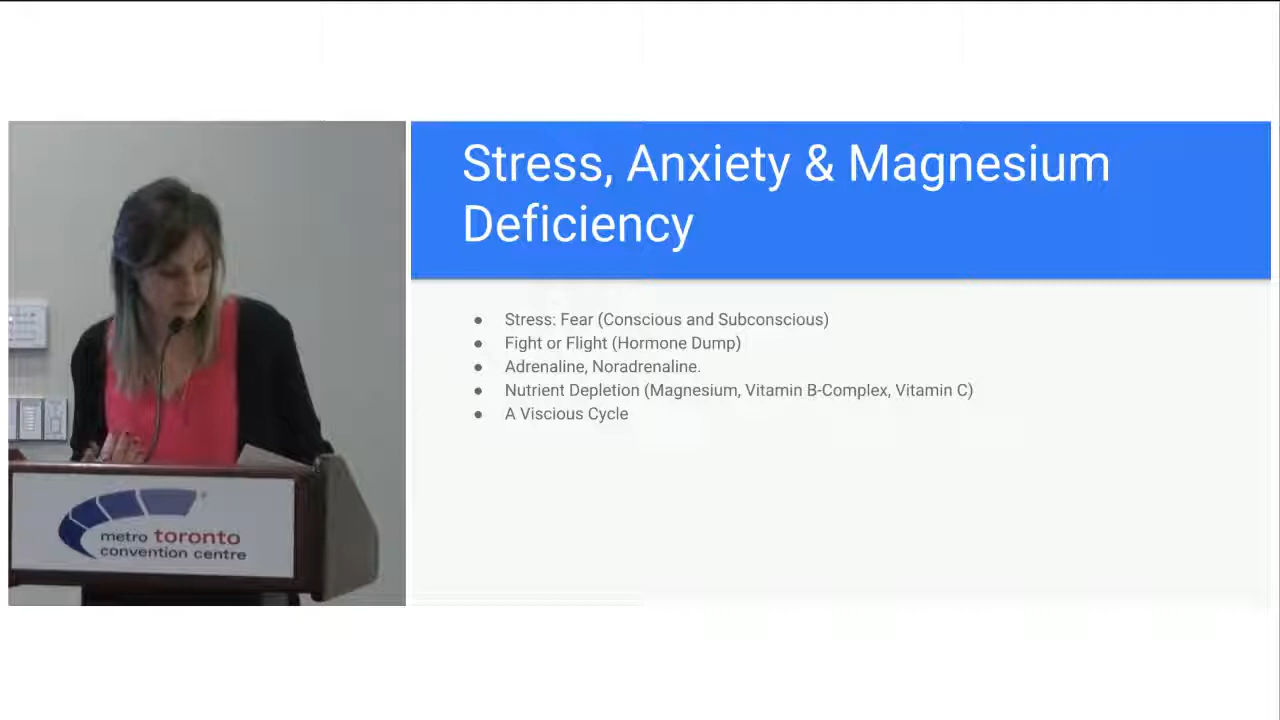 Stress, Anxiety & Magnesium
Deficiency
● Stress: Fear (Conscious and Subconscious)
● Fight or Flight (Hormone Dump)
● Adrenaline, Noradrenaline.
● Nutrient Depletion (Magnesium, Vitamin B-Complex, Vitamin C)
● A Viscious Cycle
metro toronto
convention centre